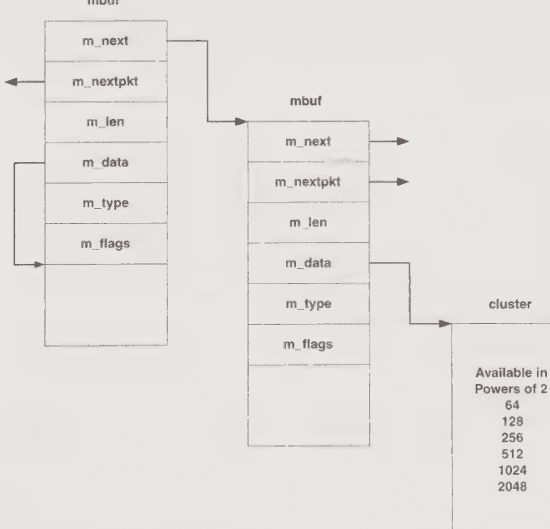 mbuf
m_next
m_nextpkt
m_len
m_data
m_type
m_flags
mbuf
m_next
m_nextpkt
m_len
m_data
m_type
m_flags
cluster
Available in
Powers of 2
64
128
256
512
1024
2048